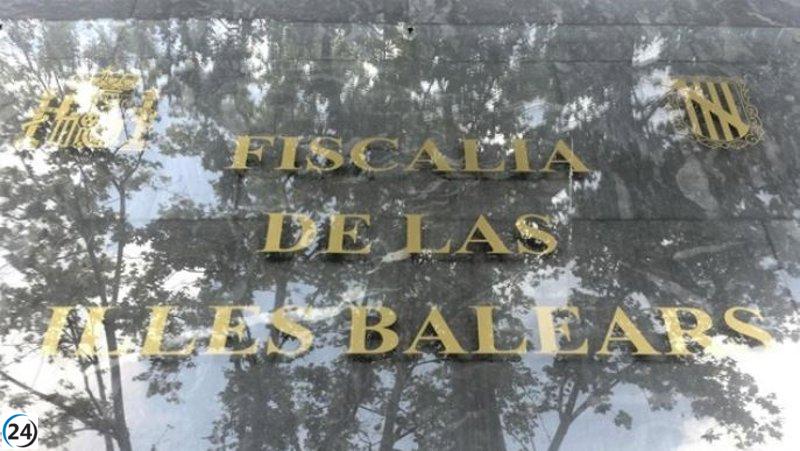 FISCALIA
DE LAS
ILLES BALEARS
24